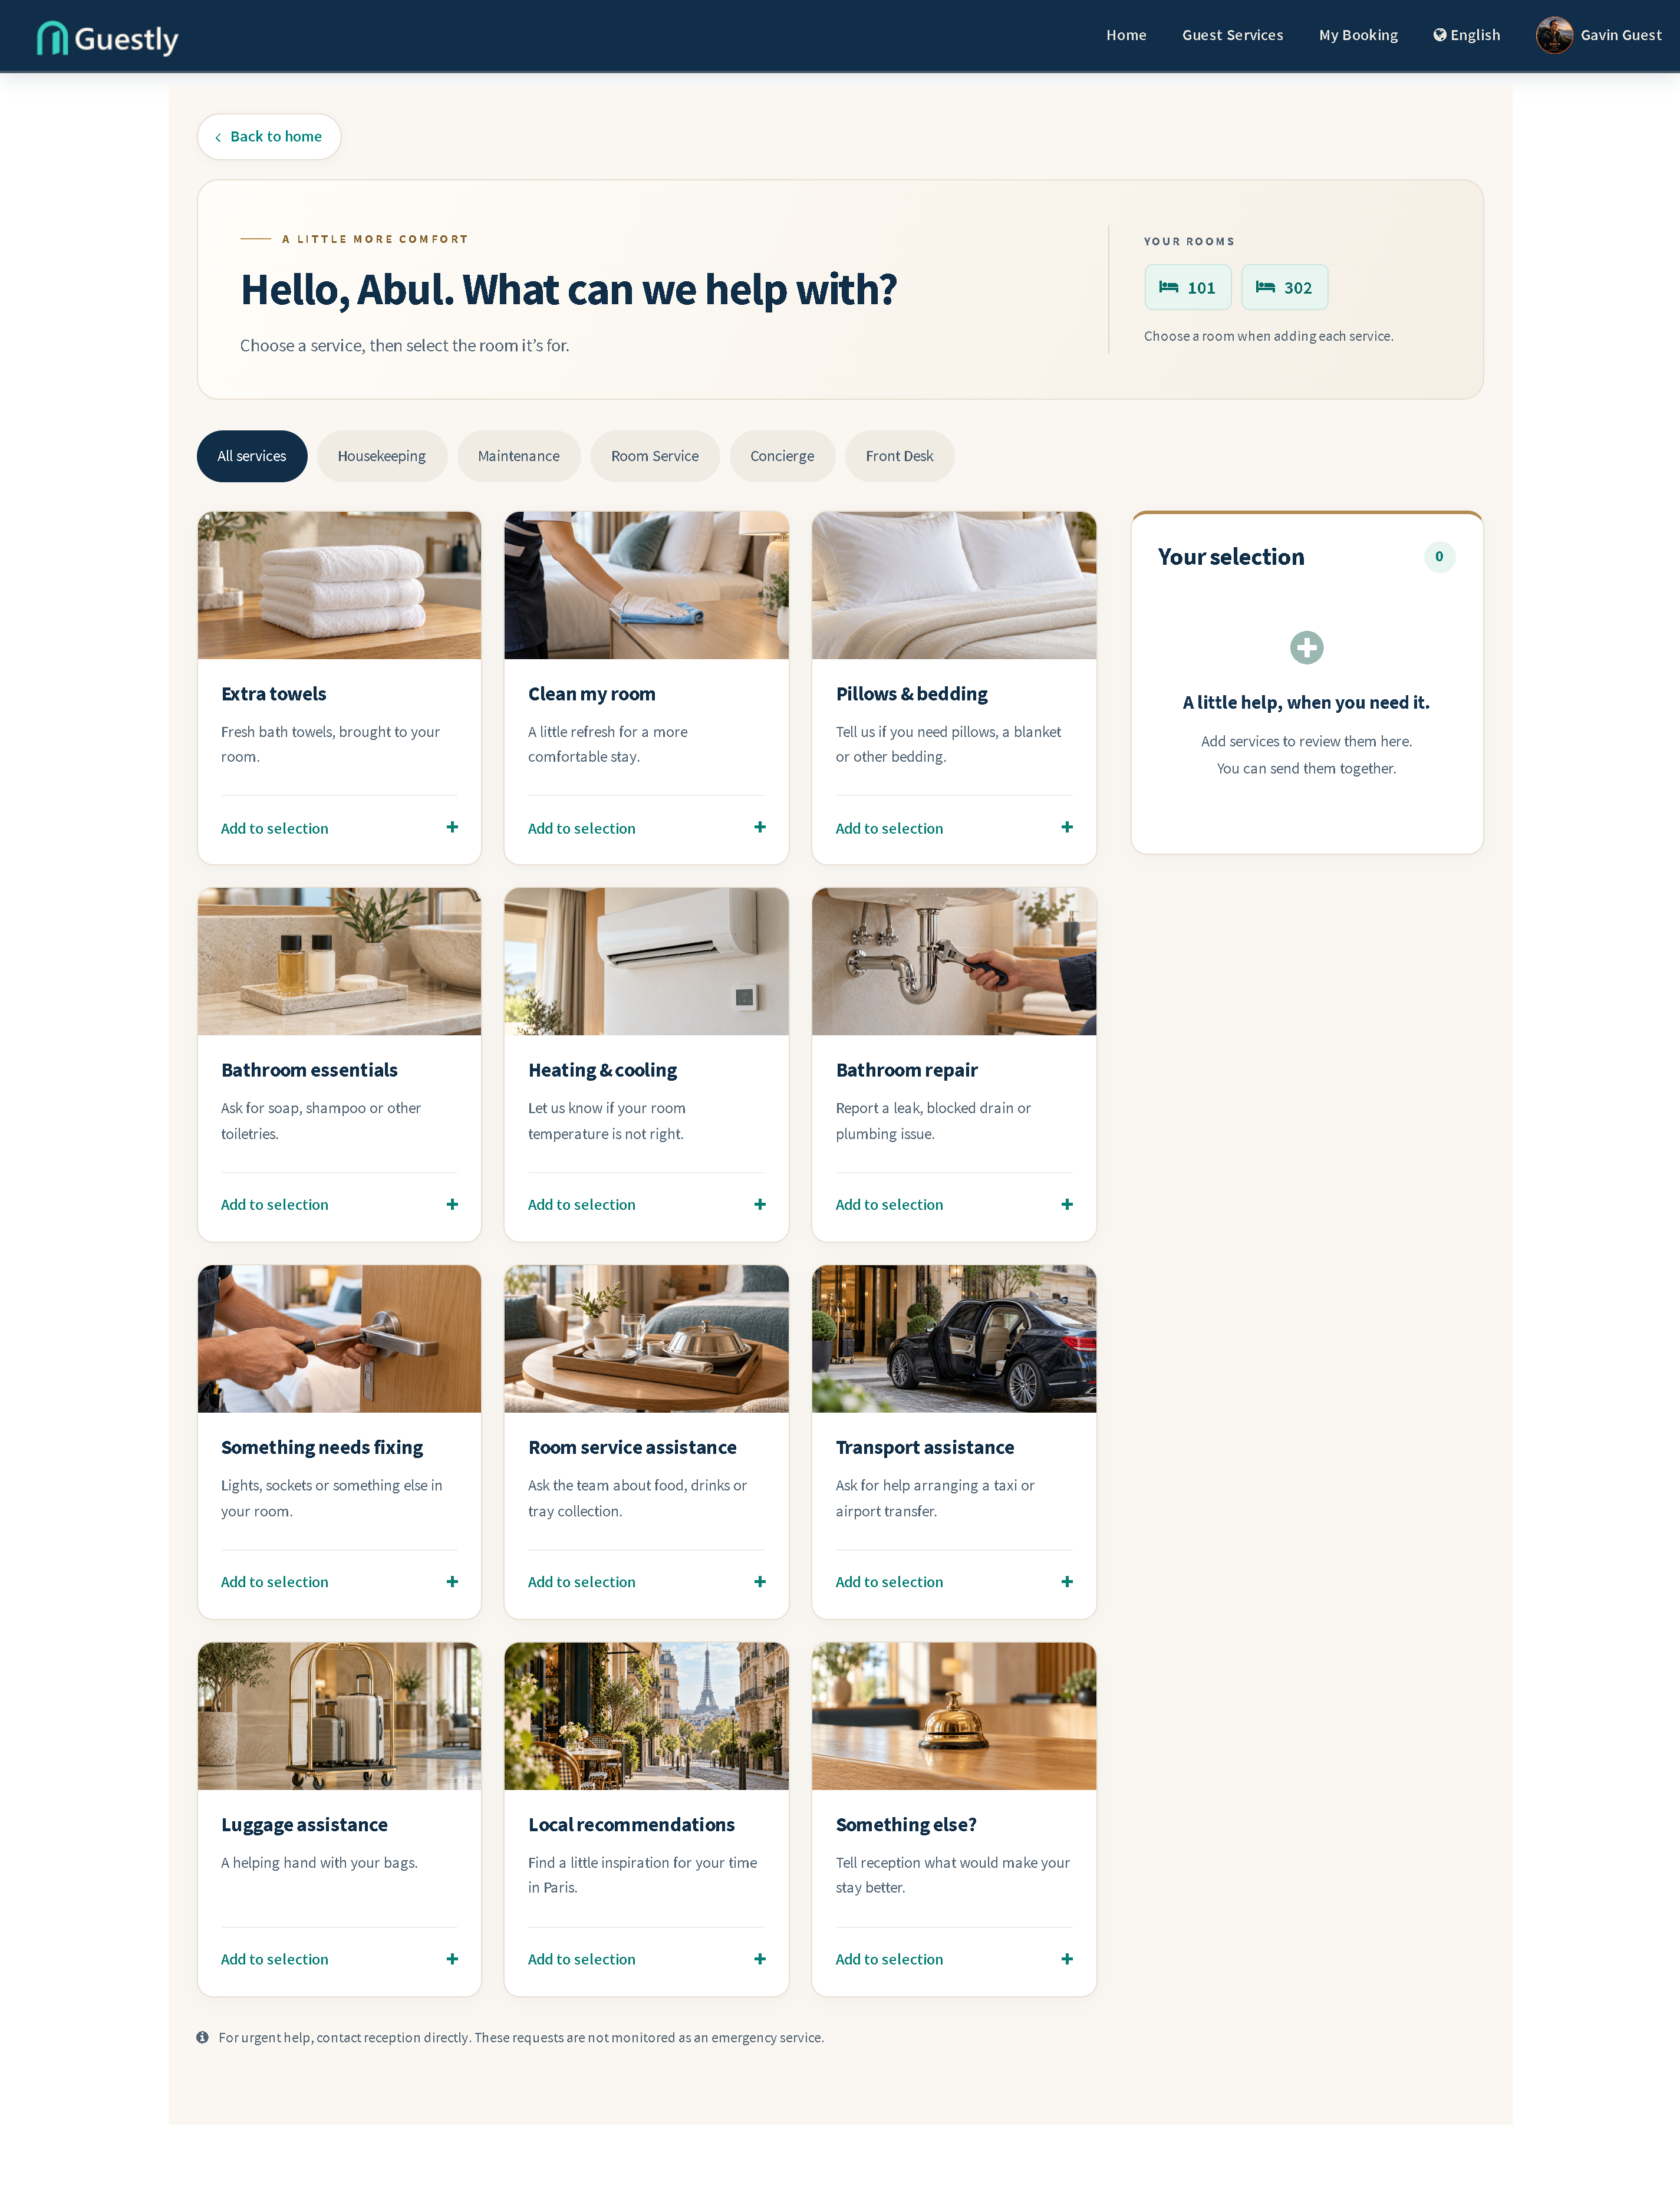 Guestly
Home
Guest Services
My Booking
English
Gavin Guest
Back to home
A LITTLE MORE COMFORT
Hello, Abul. What can we help with?
Choose a service, then select the room it’s for.
YOUR ROOMS
101
302
Choose a room when adding each service.
All services
Housekeeping
Maintenance
Room Service
Concierge
Front Desk
Extra towels
Fresh bath towels, brought to your
room.
Add to selection
Clean my room
A little refresh for a more
comfortable stay.
Add to selection
Pillows & bedding
Tell us if you need pillows, a blanket
or other bedding.
Add to selection
Your selection
0
A little help, when you need it.
Add services to review them here.
You can send them together.
Bathroom essentials
Ask for soap, shampoo or other
toiletries.
Add to selection
Heating & cooling
Let us know if your room
temperature is not right.
Add to selection
Bathroom repair
Report a leak, blocked drain or
plumbing issue.
Add to selection
Something needs fixing
Lights, sockets or something else in
your room.
Add to selection
Room service assistance
Ask the team about food, drinks or
tray collection.
Add to selection
Transport assistance
Ask for help arranging a taxi or
airport transfer.
Add to selection
Luggage assistance
A helping hand with your bags.
Add to selection
Local recommendations
Find a little inspiration for your time
in Paris.
Add to selection
Something else?
Tell reception what would make your
stay better.
Add to selection
For urgent help, contact reception directly. These requests are not monitored as an emergency service.